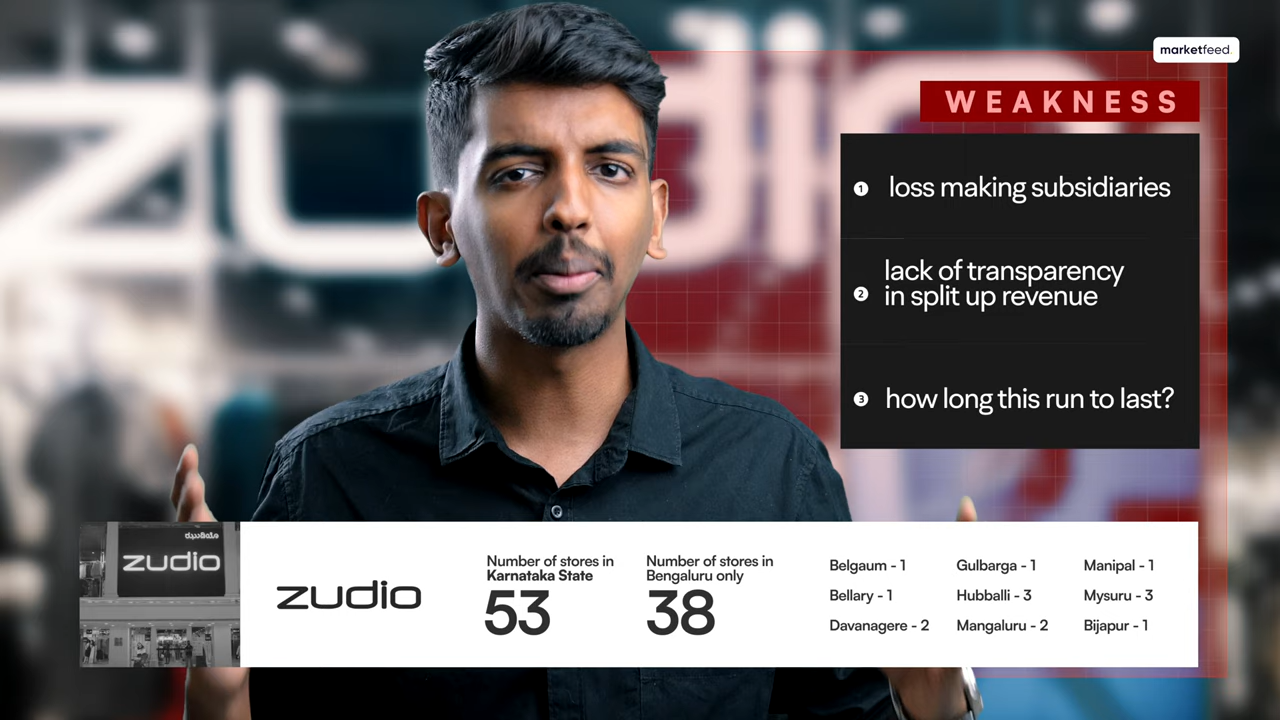 zudio
marketfeed.
WEAKNESS
1 loss making subsidiaries
2 lack of transparency
in split up revenue
3 how long this run to last?
zudio
zudio
Number of stores in
Karnataka State
53
Number of stores in
Bengaluru only
38
Belgaum - 1
Bellary - 1
Davanagere - 2
Gulbarga - 1
Hubballi - 3
Mangaluru - 2
Manipal - 1
Mysuru - 3
Bijapur - 1